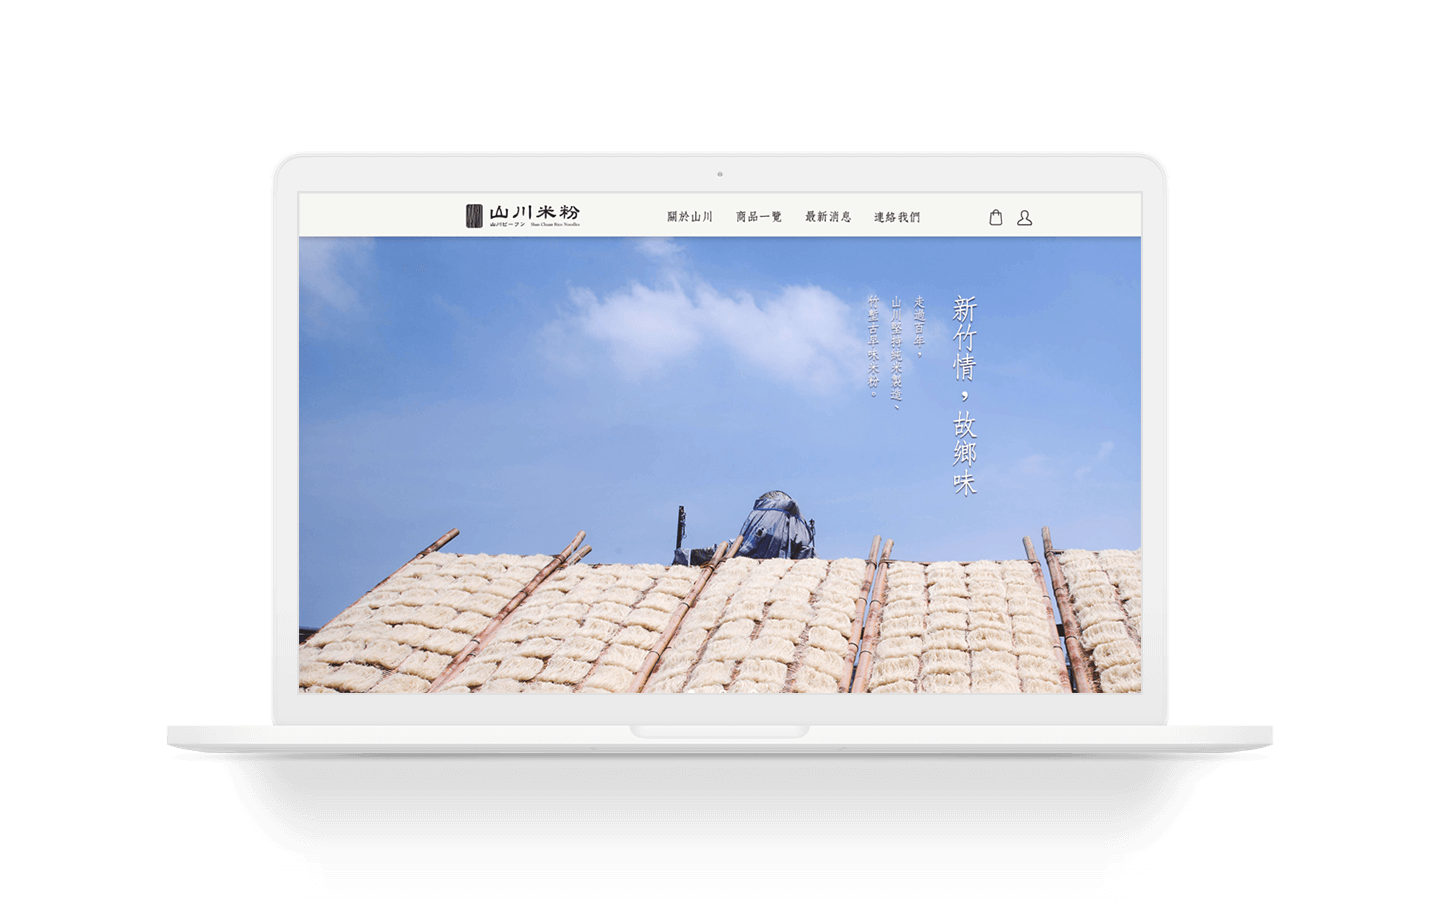 山川米粉
山川ビーフン Shan Chuan Rice Noodles
關於山川
商品一覽
最新消息
連絡我們
新竹情，故鄉味
走過百年，
山川堅持純米製造、
竹塹古早味米粉。